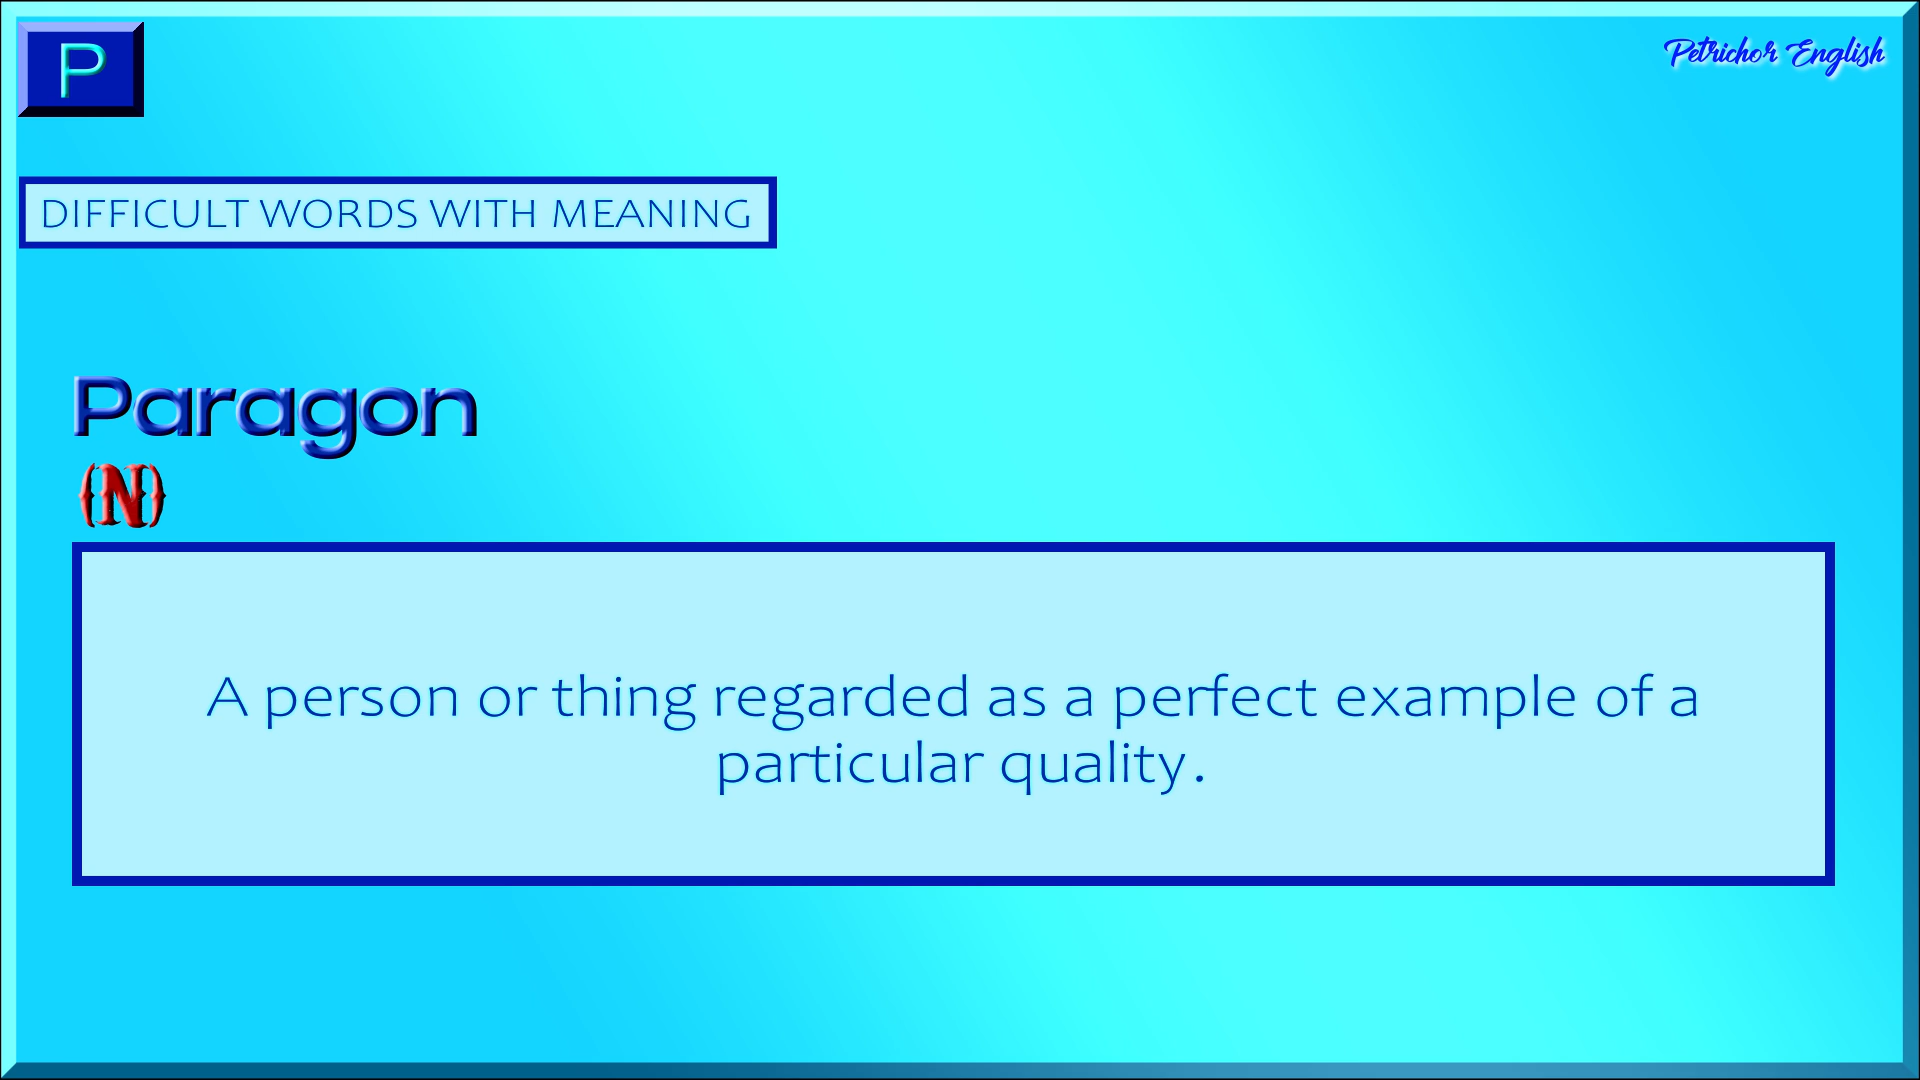 P
Petrichor English
DIFFICULT WORDS WITH MEANING
Paragon
(N)
A person or thing regarded as a perfect example of a
particular quality.